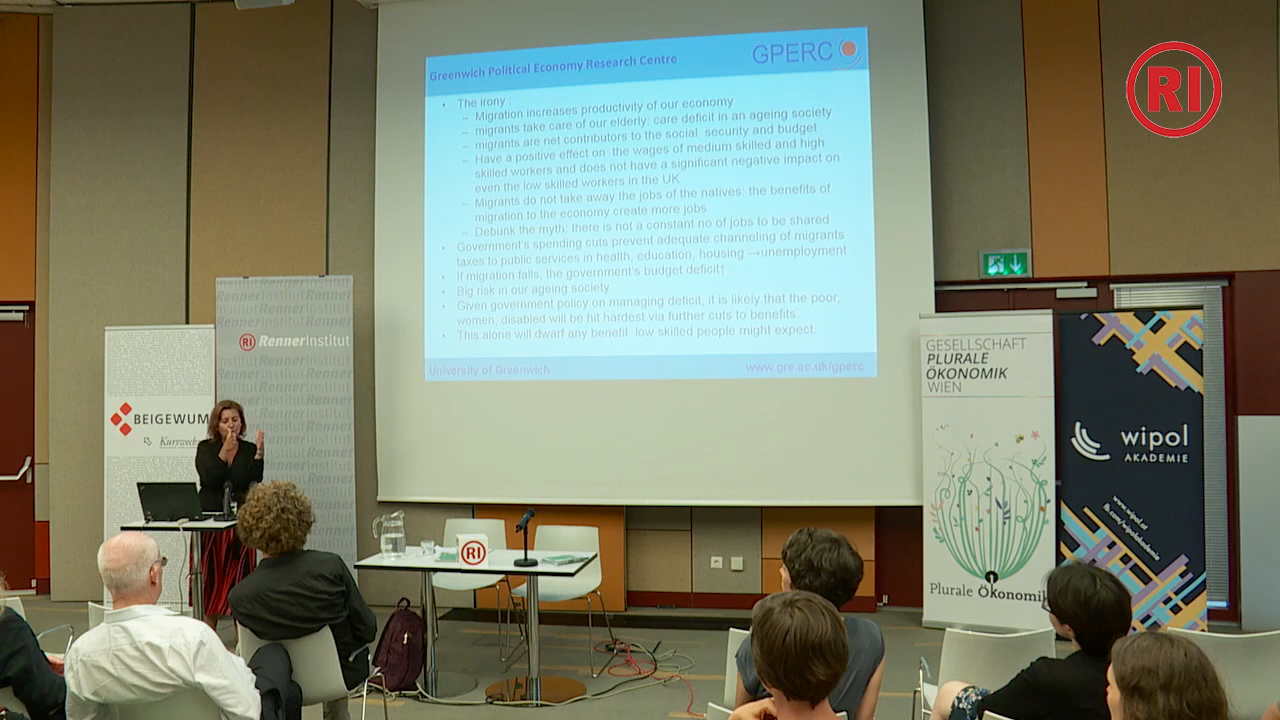 Greenwich Political Economy Research Centre
GPERC
• The irony :
– Migration increases productivity of our economy
– migrants take care of our elderly: care deficit in an ageing society
– migrants are net contributors to the social security and budget
– Have a positive effect on the wages of medium skilled and high
skilled workers and does not have a significant negative impact on
even the low skilled workers in the UK
– Migrants do not take away the jobs of the natives: the benefits of
migration to the economy create more jobs
– Debunk the myth: there is not a constant no of jobs to be shared
• Government's spending cuts prevent adequate channeling of migrants
taxes to public services in health, education, housing →unemployment
• If migration falls, the government's budget deficit↑
• Big risk in our ageing society
• Given government policy on managing deficit, it is likely that the poor,
women, disabled will be hit hardest via further cuts to benefits.
• This alone will dwarf any benefit low skilled people might expect.
University of Greenwich
www.gre.ac.uk/gperc
RI
RI RennerInstitut
BEIGEWUM
Kurswech
RI
GESELLSCHAFT
PLURALE
ÖKONOMIK
WIEN
Plurale Ökonomik
wipol
AKADEMIE
www.wipol.at
fb.com/wipolakademie